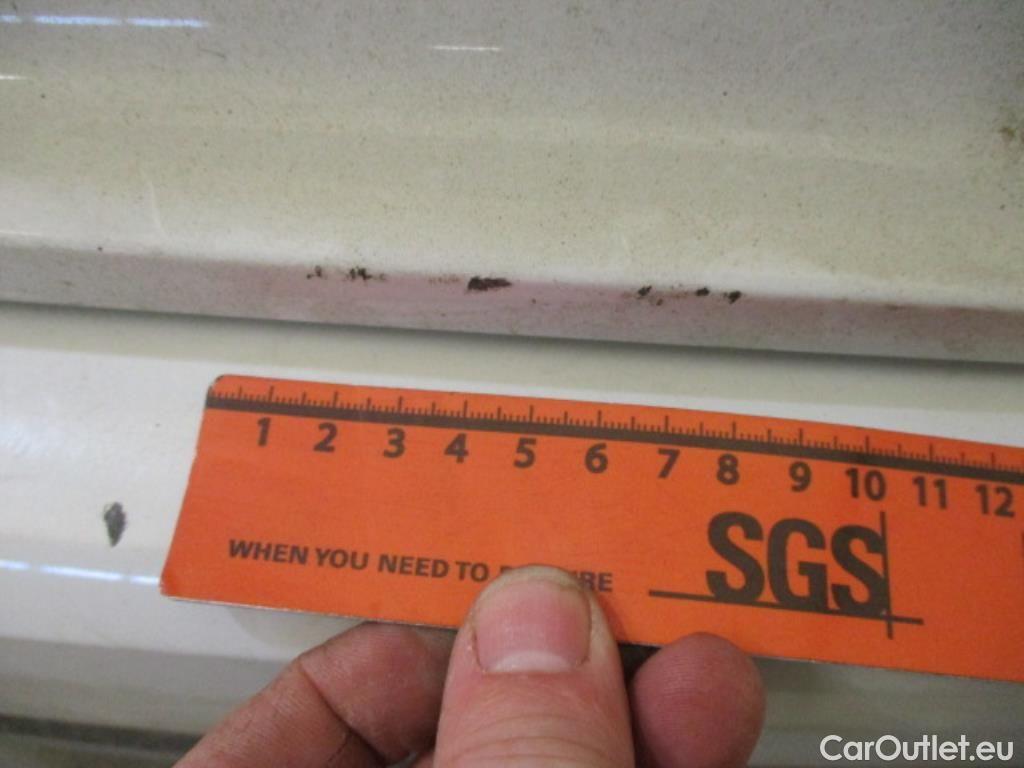 1 2 3 4 5 6 7 8 9 10 11 12
WHEN YOU NEED TO
SGS
CarOutlet.eu